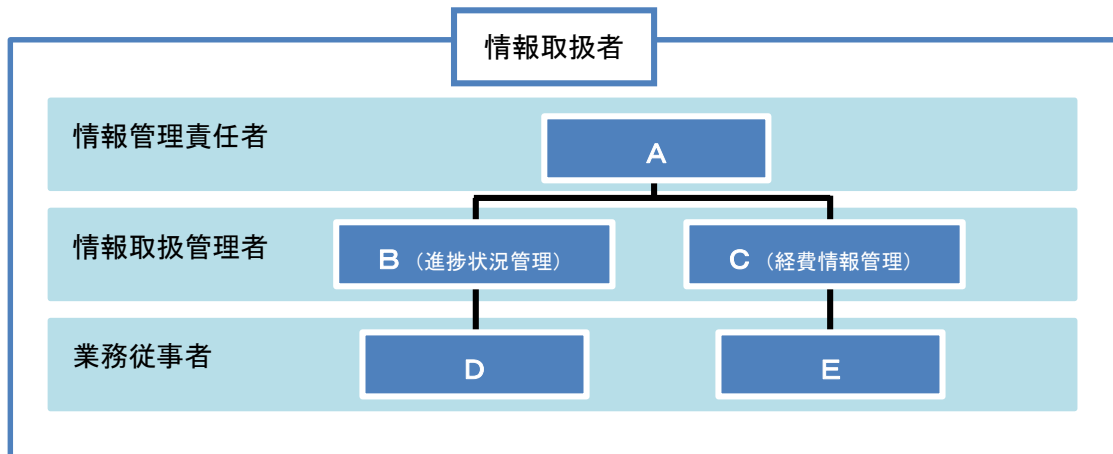 情報取扱者
情報管理責任者
A
情報取扱管理者
B（進捗状況管理）
C（経費情報管理）
業務従事者
D
E